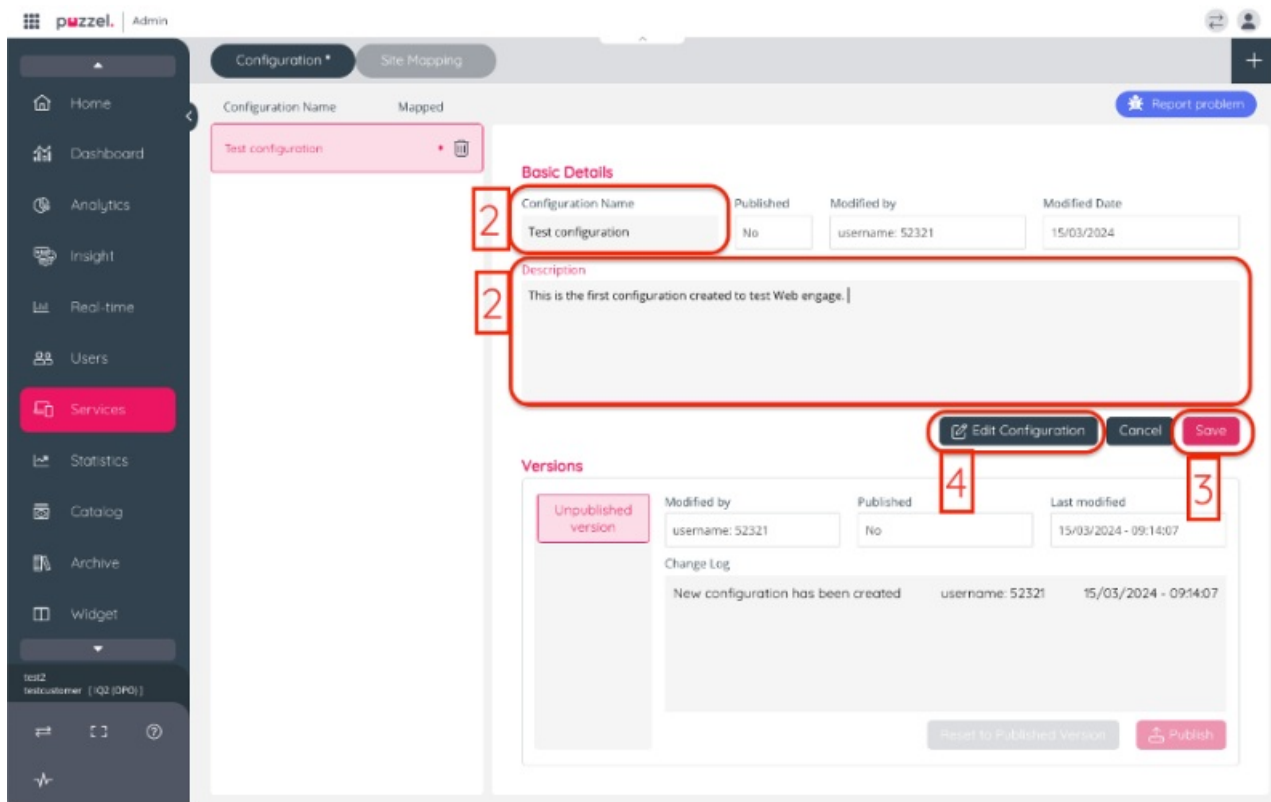 puzzel. Admin
Configuration * Site Mapping +
Home
Dashboard
Analytics
Insight
Real-time
Users
Services
Statistics
Catalog
Archive
Widget
test2
testcustomer [ IQ2 (OPO) ]
Configuration Name Mapped
Test configuration *
Report problem
Basic Details
2 Configuration Name Published Modified by Modified Date
Test configuration No username: 52321 15/03/2024
2 Description
This is the first configuration created to test Web engage.
Edit Configuration Cancel Save
4 3
Versions
Unpublished version
Modified by Published Last modified
username: 52321 No 15/03/2024 - 09:14:07
Change Log
New configuration has been created username: 52321 15/03/2024 - 09:14:07
Reset to Published Version Publish